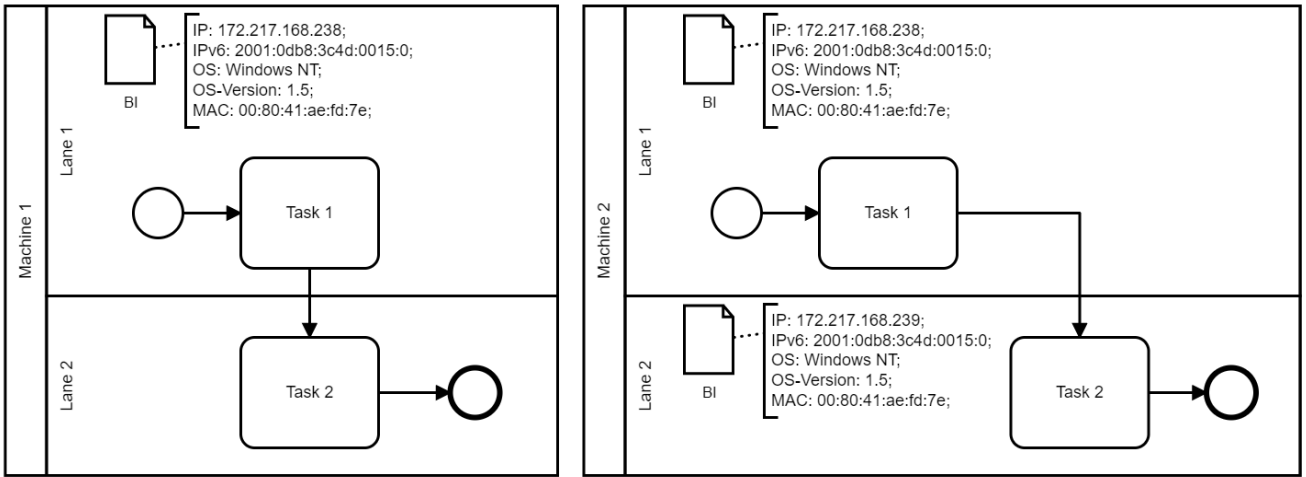 Machine 1
Lane 1
BI
IP: 172.217.168.238;
IPv6: 2001:0db8:3c4d:0015:0;
OS: Windows NT;
OS-Version: 1.5;
MAC: 00:80:41:ae:fd:7e;
Task 1
Lane 2
Task 2
Machine 2
Lane 1
BI
IP: 172.217.168.238;
IPv6: 2001:0db8:3c4d:0015:0;
OS: Windows NT;
OS-Version: 1.5;
MAC: 00:80:41:ae:fd:7e;
Task 1
Lane 2
BI
IP: 172.217.168.239;
IPv6: 2001:0db8:3c4d:0015:0;
OS: Windows NT;
OS-Version: 1.5;
MAC: 00:80:41:ae:fd:7e;
Task 2